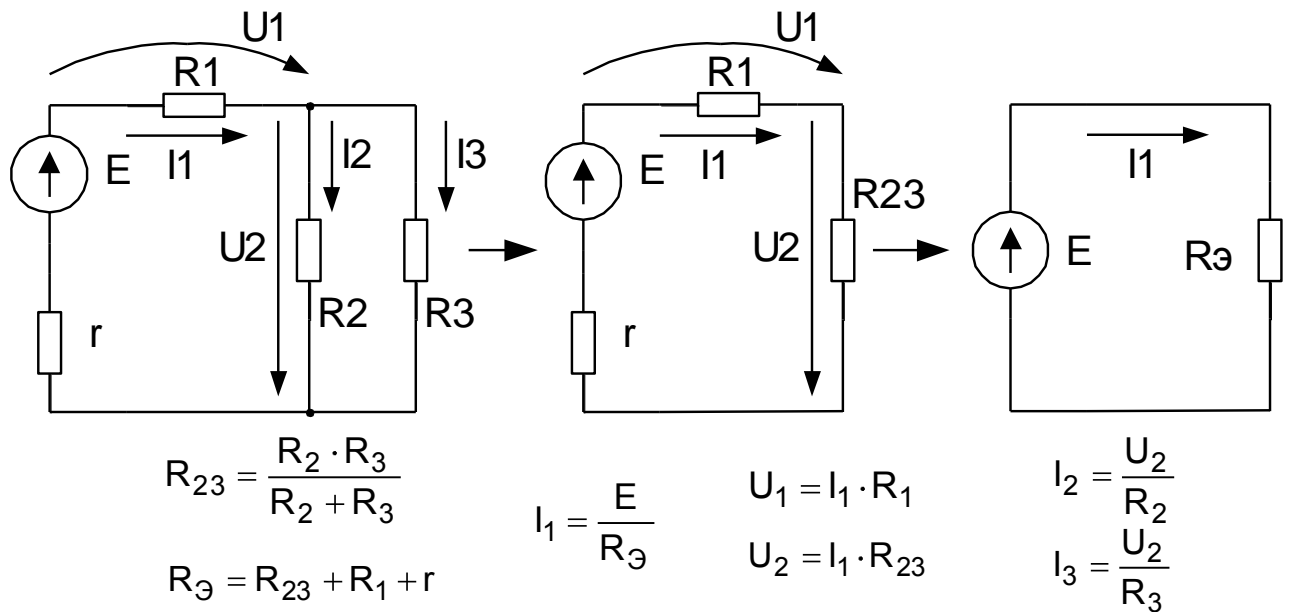 U1 U1
R1 R1
E I1 I2 I3 E I1 I1
R23
U2 U2 E RЭ
R2 R3
r r
R₂₃ = (R₂ · R₃) / (R₂ + R₃)
RЭ = R₂₃ + R₁ + r
I₁ = E / RЭ
U₁ = I₁ · R₁
U₂ = I₁ · R₂₃
I₂ = U₂ / R₂
I₃ = U₂ / R₃